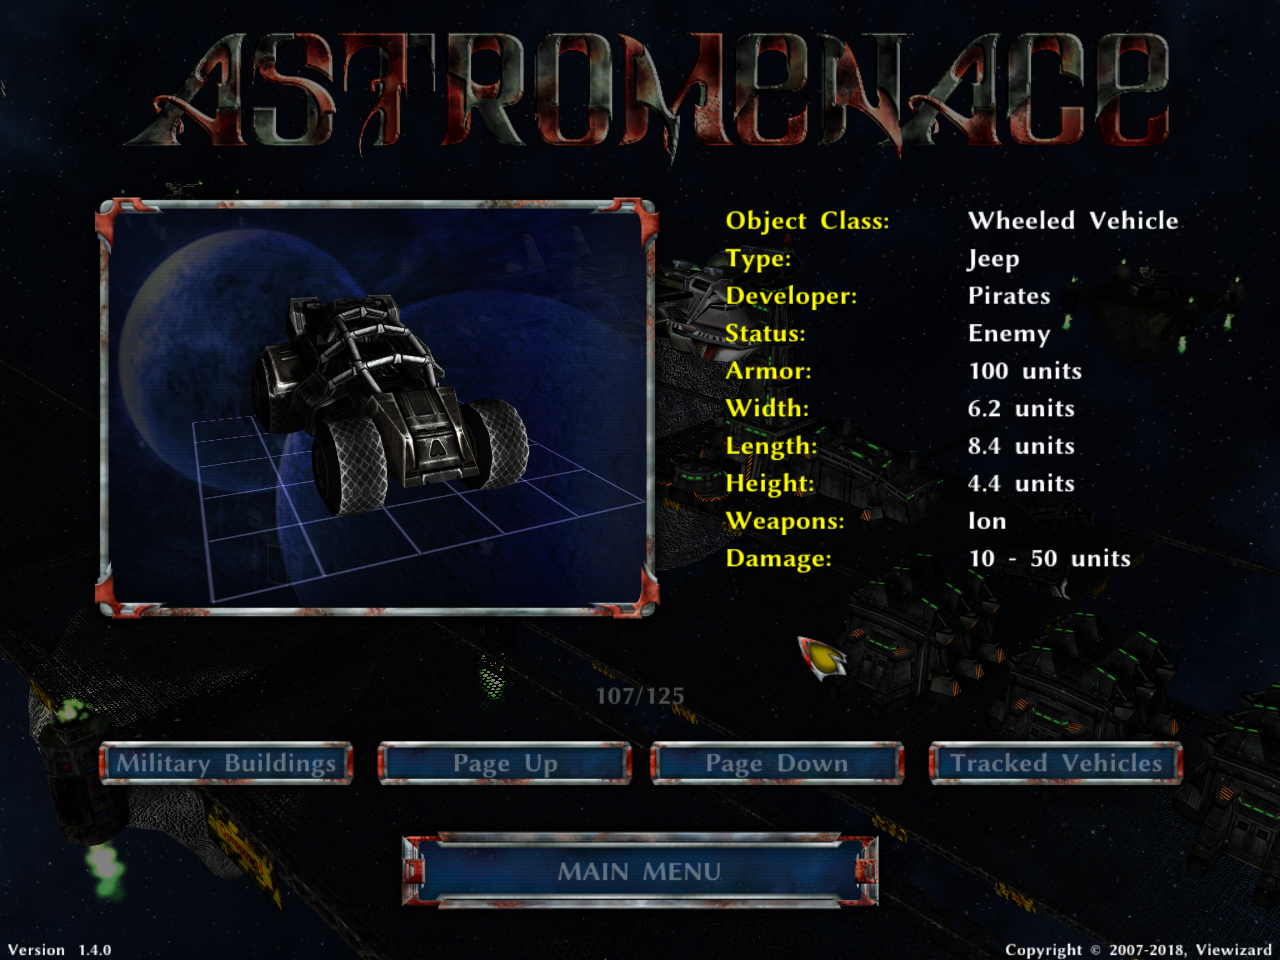 ASTROMENACE
Object Class: Wheeled Vehicle
Type: Jeep
Developer: Pirates
Status: Enemy
Armor: 100 units
Width: 6.2 units
Length: 8.4 units
Height: 4.4 units
Weapons: Ion
Damage: 10 - 50 units
107/125
Military Buildings Page Up Page Down Tracked Vehicles
MAIN MENU
Version 1.4.0 Copyright © 2007-2018, Viewizard